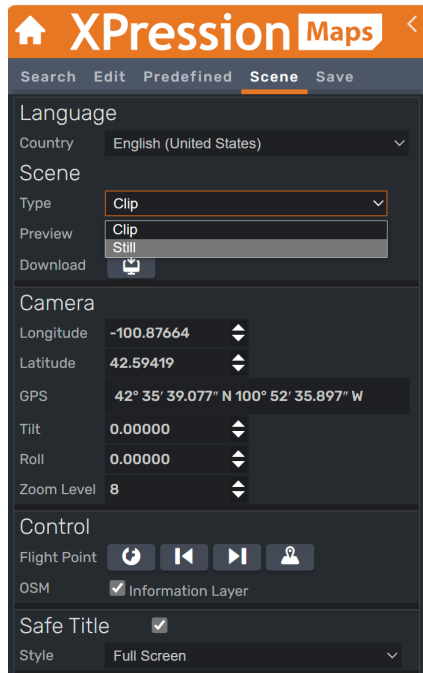 XPression Maps
Search Edit Predefined Scene Save
Language
Country English (United States)
Scene
Type Clip
Preview Clip
Still
Download
Camera
Longitude -100.87664
Latitude 42.59419
GPS 42° 35′ 39.077″ N 100° 52′ 35.897″ W
Tilt 0.00000
Roll 0.00000
Zoom Level 8
Control
Flight Point
OSM Information Layer
Safe Title
Style Full Screen